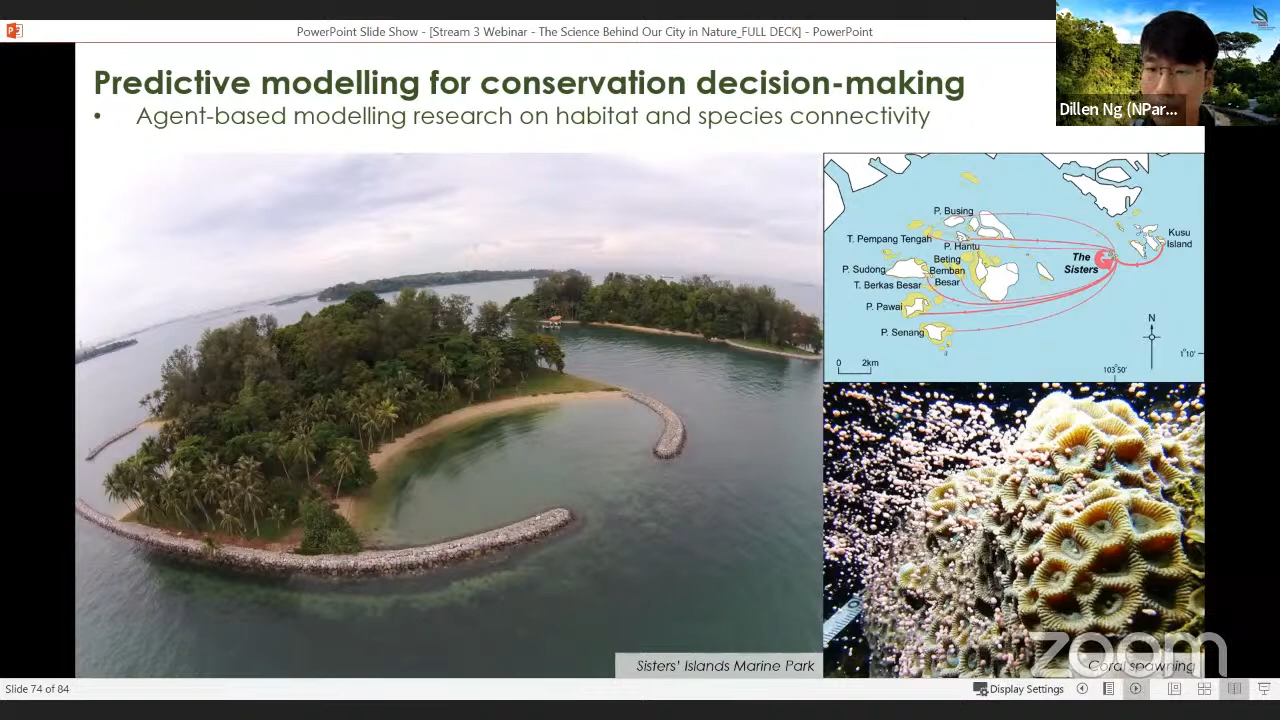 PowerPoint Slide Show - [Stream 3 Webinar - The Science Behind Our City in Nature_FULL DECK] - PowerPoint
Dillen Ng (NPar...
Predictive modelling for conservation decision-making
• Agent-based modelling research on habitat and species connectivity
P. Busing
T. Pempang Tengah
P. Hantu
Kusu
Island
The
Sisters
Beting
Bemban
Besar
P. Sudong
T. Berkas Besar
P. Pawai
P. Senang
N
0 2km
1°10'
103°50'
Sisters' Islands Marine Park
Coral spawning
zoom
Slide 74 of 84
Display Settings